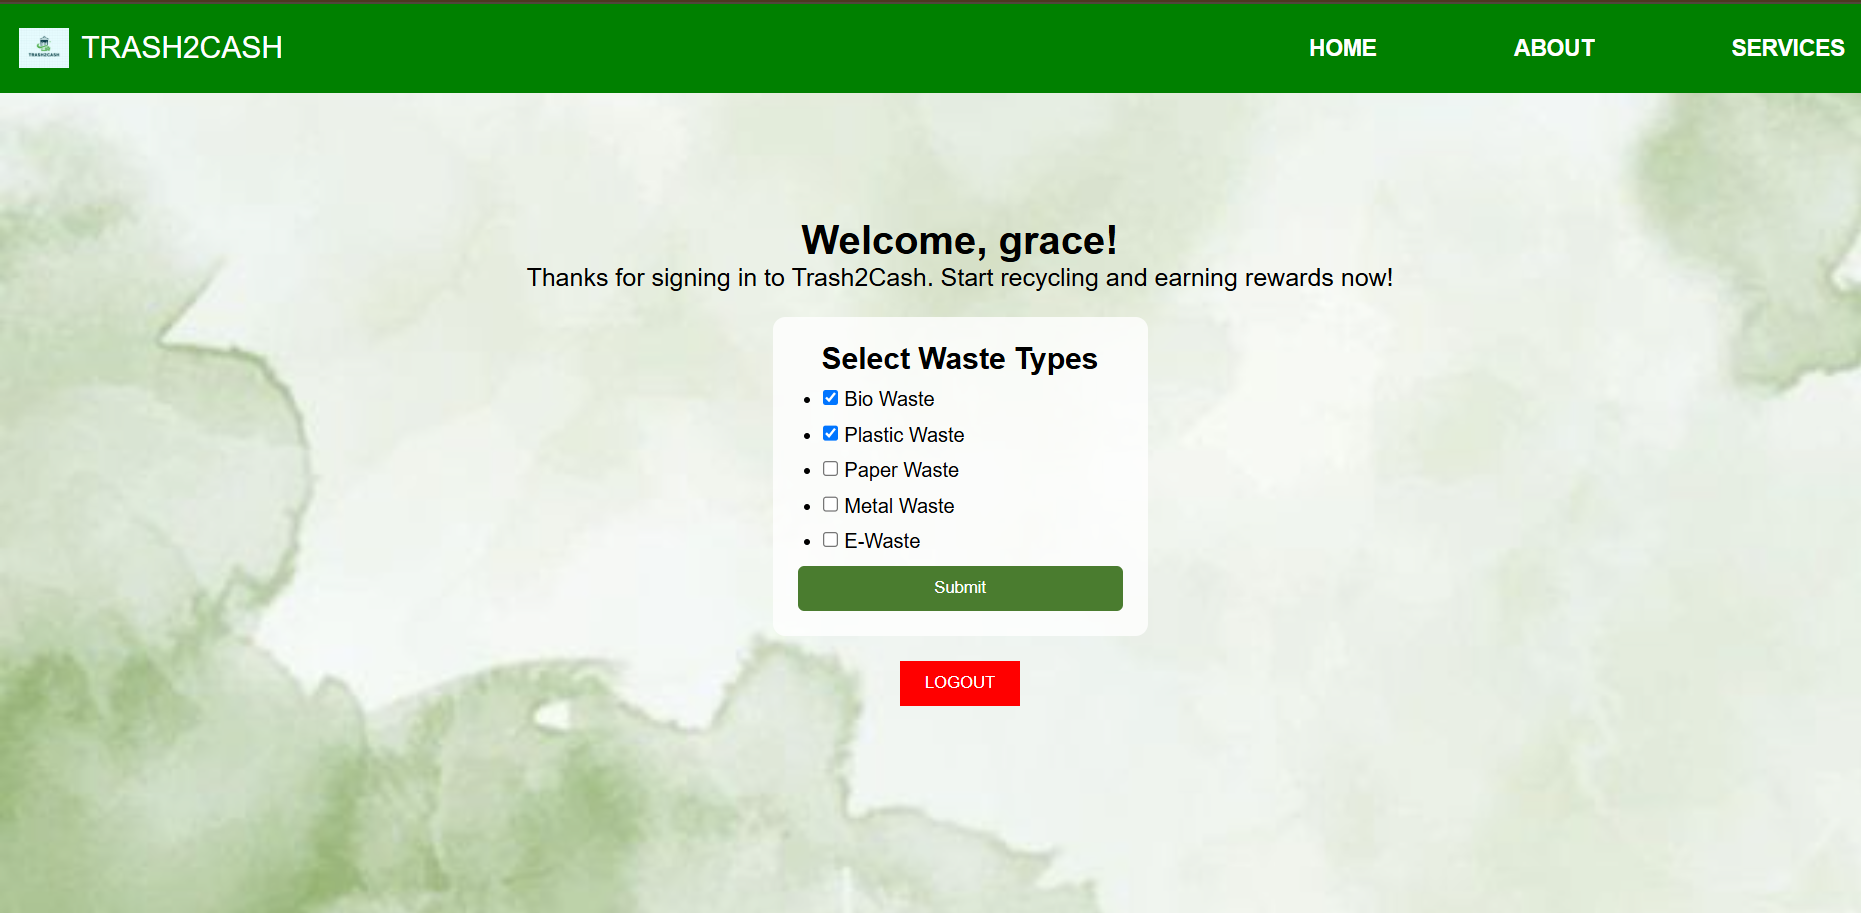 TRASH2CASH
TRASH2CASH
HOME
ABOUT
SERVICES
Welcome, grace!
Thanks for signing in to Trash2Cash. Start recycling and earning rewards now!
Select Waste Types
Bio Waste
Plastic Waste
Paper Waste
Metal Waste
E-Waste
Submit
LOGOUT